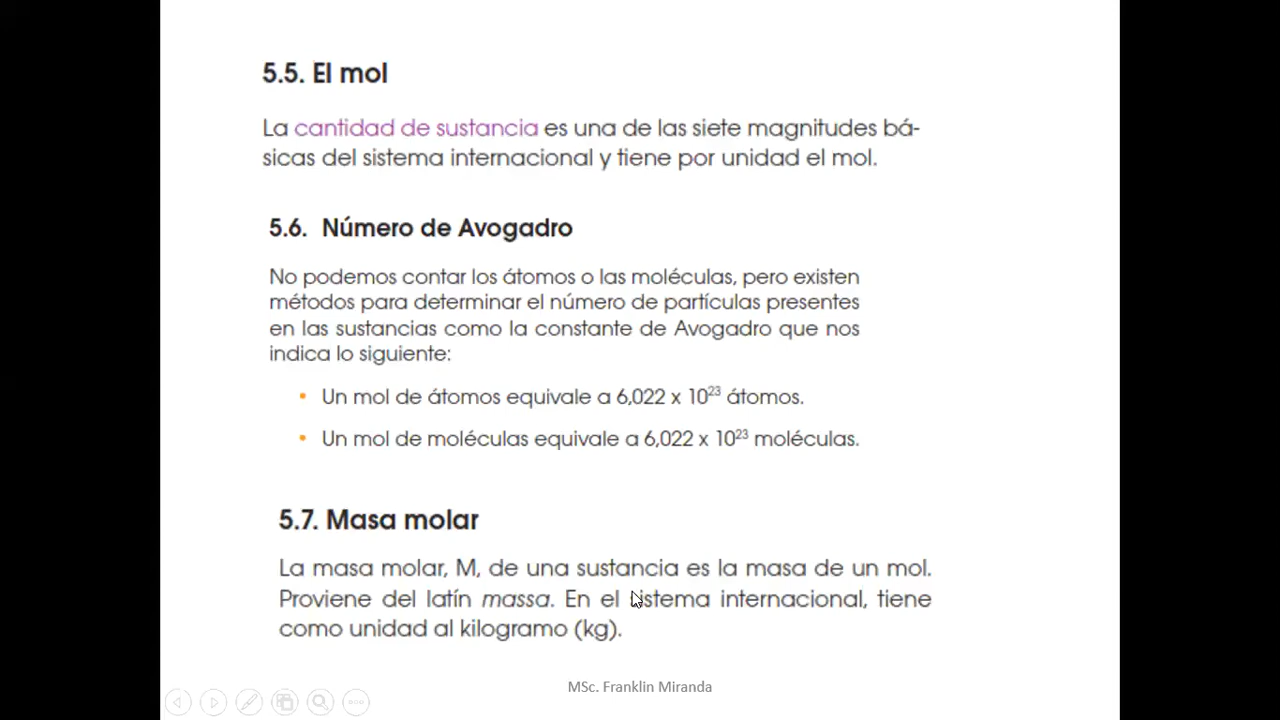 5.5. El mol
La cantidad de sustancia es una de las siete magnitudes bá-
sicas del sistema internacional y tiene por unidad el mol.
5.6. Número de Avogadro
No podemos contar los átomos o las moléculas, pero existen
métodos para determinar el número de partículas presentes
en las sustancias como la constante de Avogadro que nos
indica lo siguiente:
• Un mol de átomos equivale a 6,022 x 10²³ átomos.
• Un mol de moléculas equivale a 6,022 x 10²³ moléculas.
5.7. Masa molar
La masa molar, M, de una sustancia es la masa de un mol.
Proviene del latín massa. En el sistema internacional, tiene
como unidad al kilogramo (kg).
MSc. Franklin Miranda